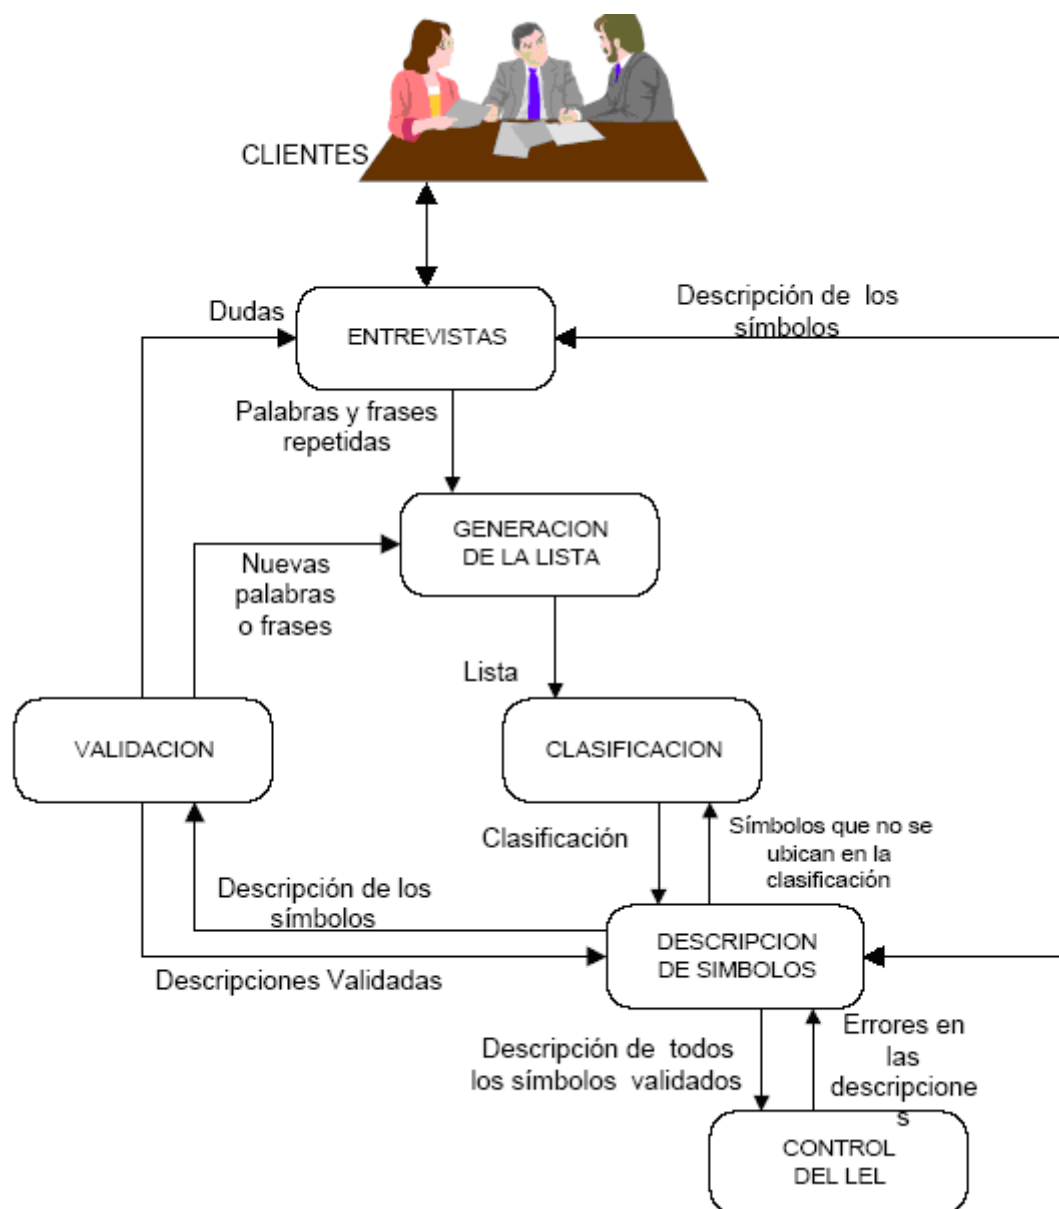 CLIENTES
Dudas
Descripción de los
símbolos
ENTREVISTAS
Palabras y frases
repetidas
GENERACION
DE LA LISTA
Nuevas
palabras
o frases
Lista
VALIDACION
CLASIFICACION
Clasificación
Símbolos que no se
ubican en la
clasificación
Descripción de los
símbolos
DESCRIPCION
DE SIMBOLOS
Descripciones Validadas
Descripción de todos
los símbolos validados
Errores en
las
descripcione
s
CONTROL
DEL LEL